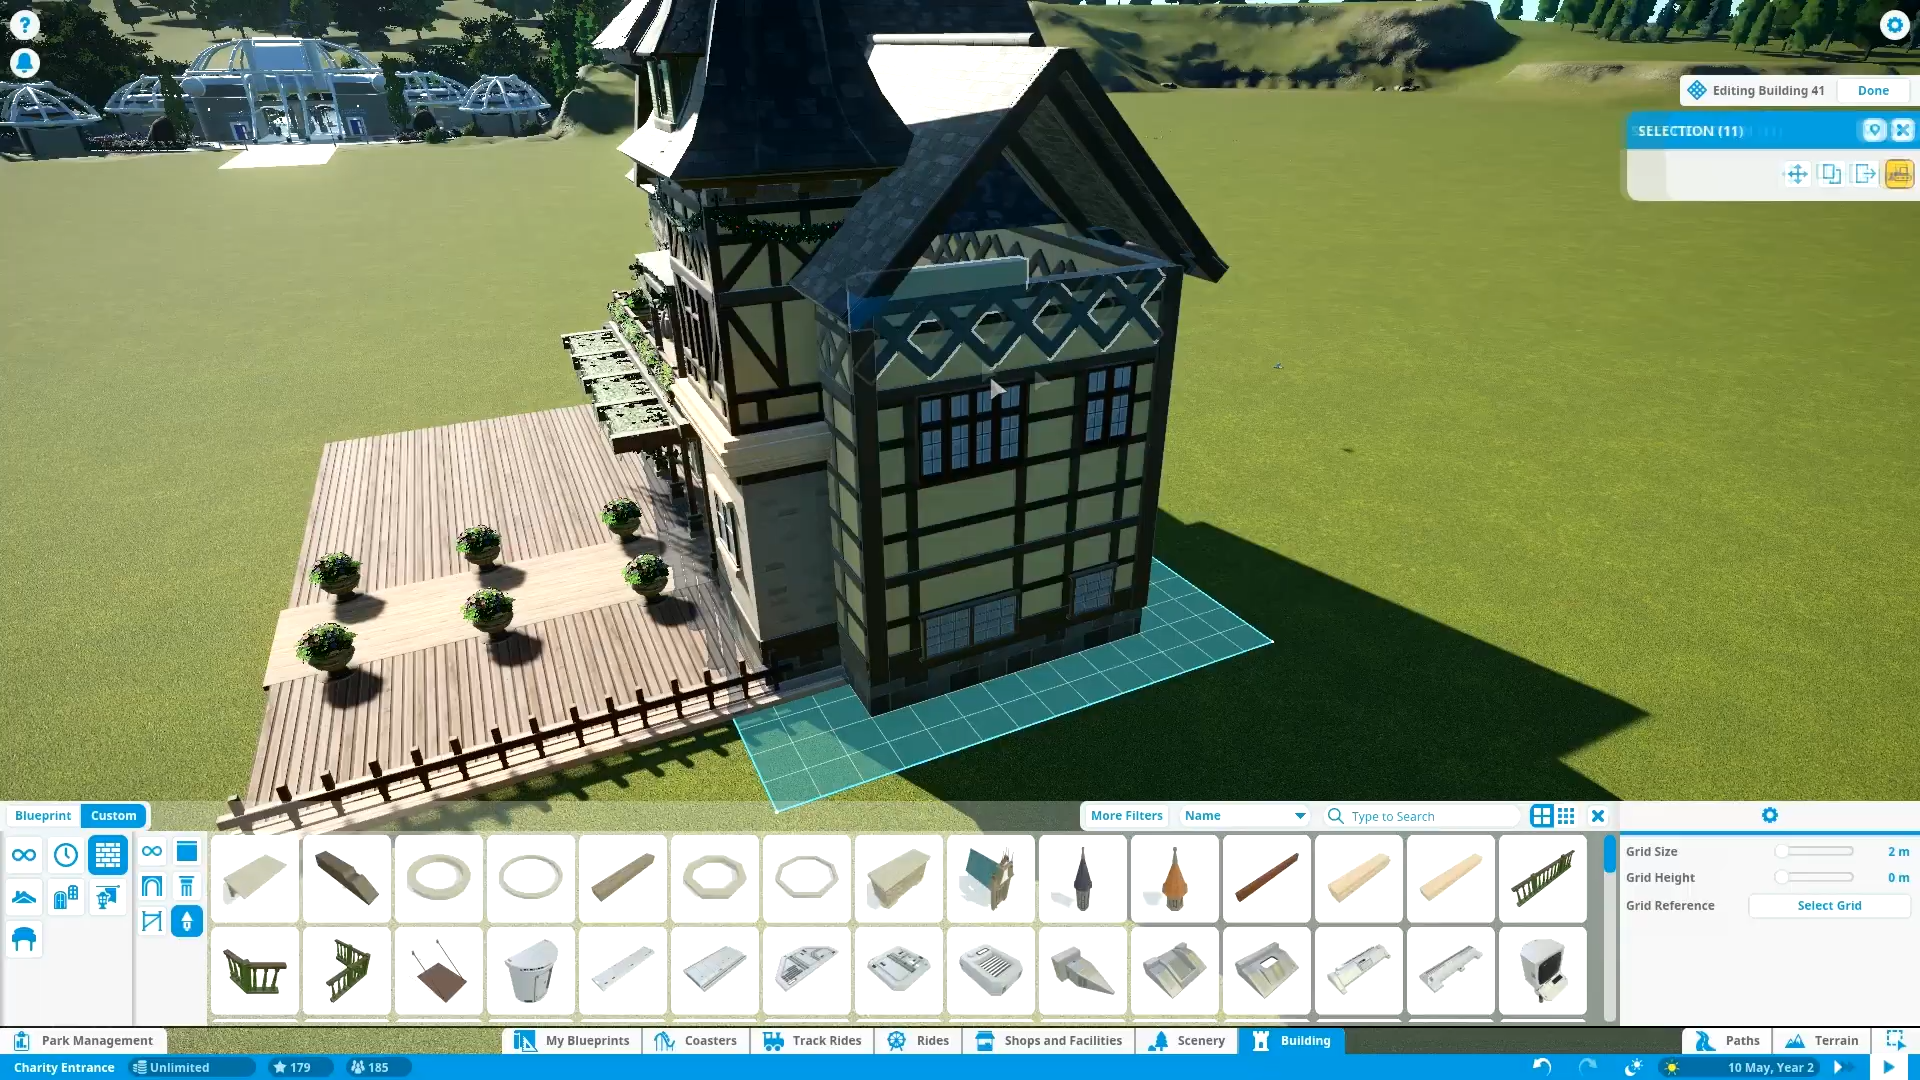 ?
Editing Building 41
Done
SELECTION (11)
Blueprint
Custom
More Filters
Name
Type to Search
Grid Size
2 m
Grid Height
0 m
Grid Reference
Select Grid
Park Management
My Blueprints
Coasters
Track Rides
Rides
Shops and Facilities
Scenery
Building
Paths
Terrain
Charity Entrance
Unlimited
179
185
10 May, Year 2